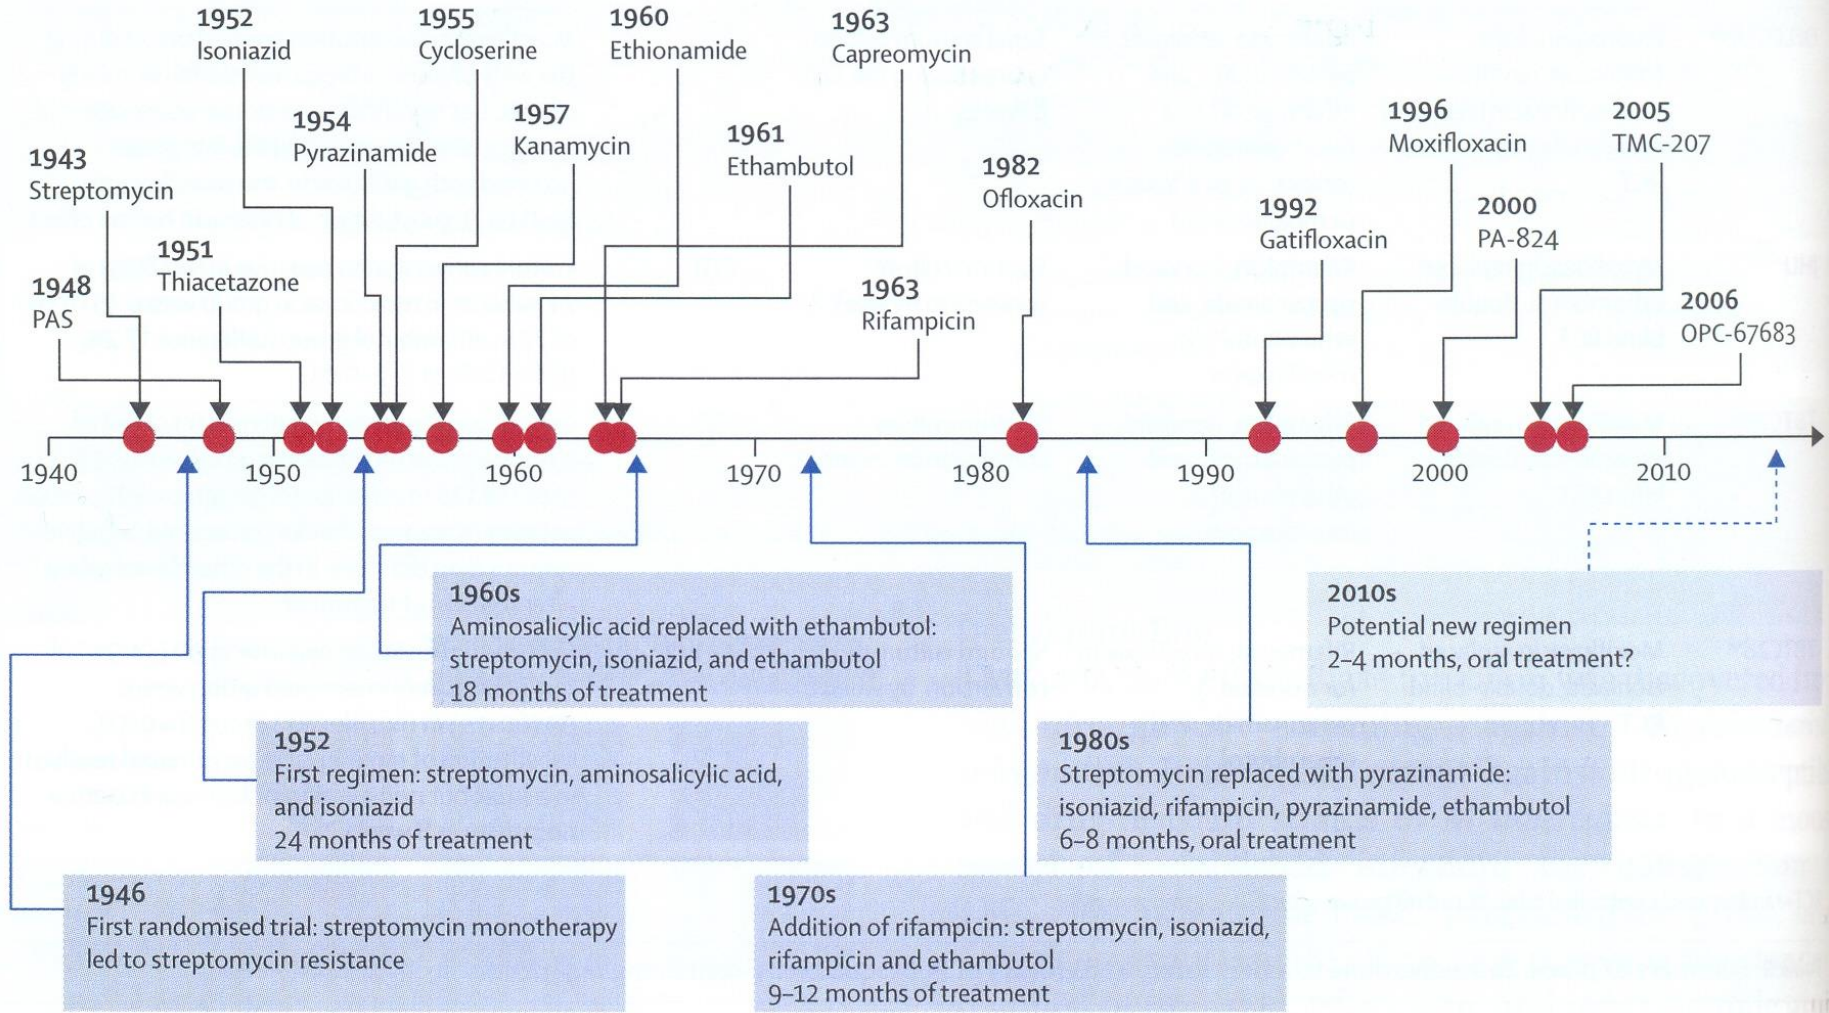 1952
Isoniazid
1955
Cycloserine
1960
Ethionamide
1963
Capreomycin
1943
Streptomycin
1954
Pyrazinamide
1957
Kanamycin
1961
Ethambutol
1982
Ofloxacin
1996
Moxifloxacin
2005
TMC-207
1948
PAS
1951
Thiacetazone
1963
Rifampicin
1992
Gatifloxacin
2000
PA-824
2006
OPC-67683
1940 1950 1960 1970 1980 1990 2000 2010
1960s
Aminosalicylic acid replaced with ethambutol:
streptomycin, isoniazid, and ethambutol
18 months of treatment
2010s
Potential new regimen
2–4 months, oral treatment?
1952
First regimen: streptomycin, aminosalicylic acid,
and isoniazid
24 months of treatment
1980s
Streptomycin replaced with pyrazinamide:
isoniazid, rifampicin, pyrazinamide, ethambutol
6–8 months, oral treatment
1946
First randomised trial: streptomycin monotherapy
led to streptomycin resistance
1970s
Addition of rifampicin: streptomycin, isoniazid,
rifampicin and ethambutol
9–12 months of treatment